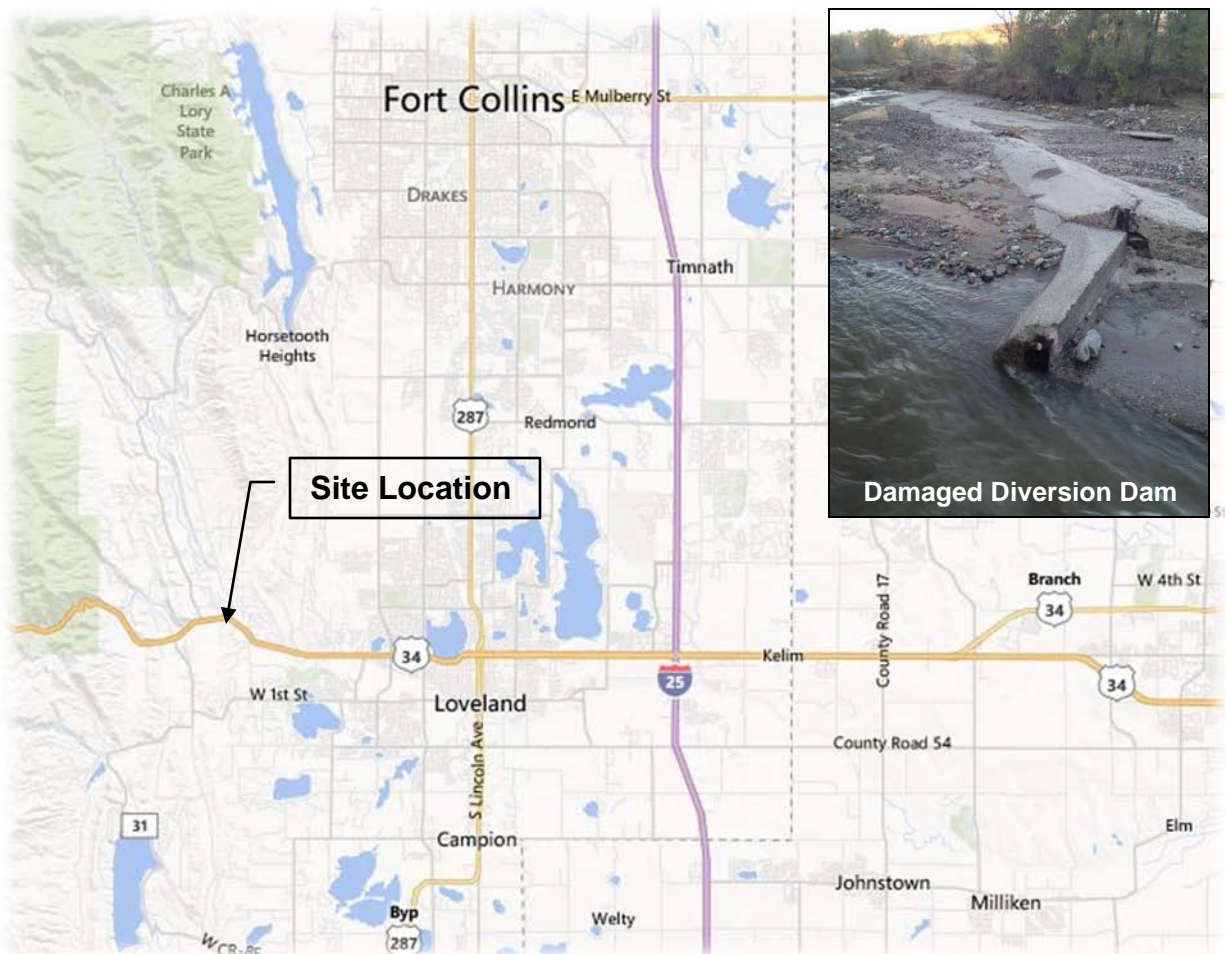 Charles A
Lory
State
Park
Fort Collins
E Mulberry St
DRAKES
Timnath
HARMONY
Horsetooth
Heights
287
Redmond
Site Location
Damaged Diversion Dam
Branch
W 4th St
34
County Road 17
34
Kelim
25
34
W 1st St
Loveland
County Road 54
S Lincoln Ave
31
Campion
Elm
Johnstown
Milliken
Byp
287
Welty
W CR-8E